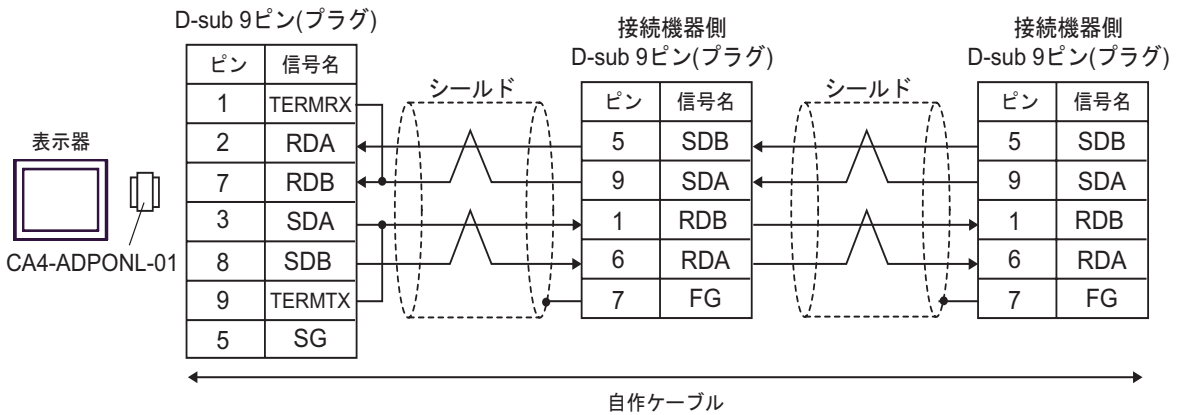 D-sub 9ピン(プラグ)
ピン 信号名
1 TERMRX
2 RDA
7 RDB
3 SDA
8 SDB
9 TERMTX
5 SG
表示器
CA4-ADPONL-01
シールド
接続機器側
D-sub 9ピン(プラグ)
ピン 信号名
5 SDB
9 SDA
1 RDB
6 RDA
7 FG
シールド
接続機器側
D-sub 9ピン(プラグ)
ピン 信号名
5 SDB
9 SDA
1 RDB
6 RDA
7 FG
自作ケーブル